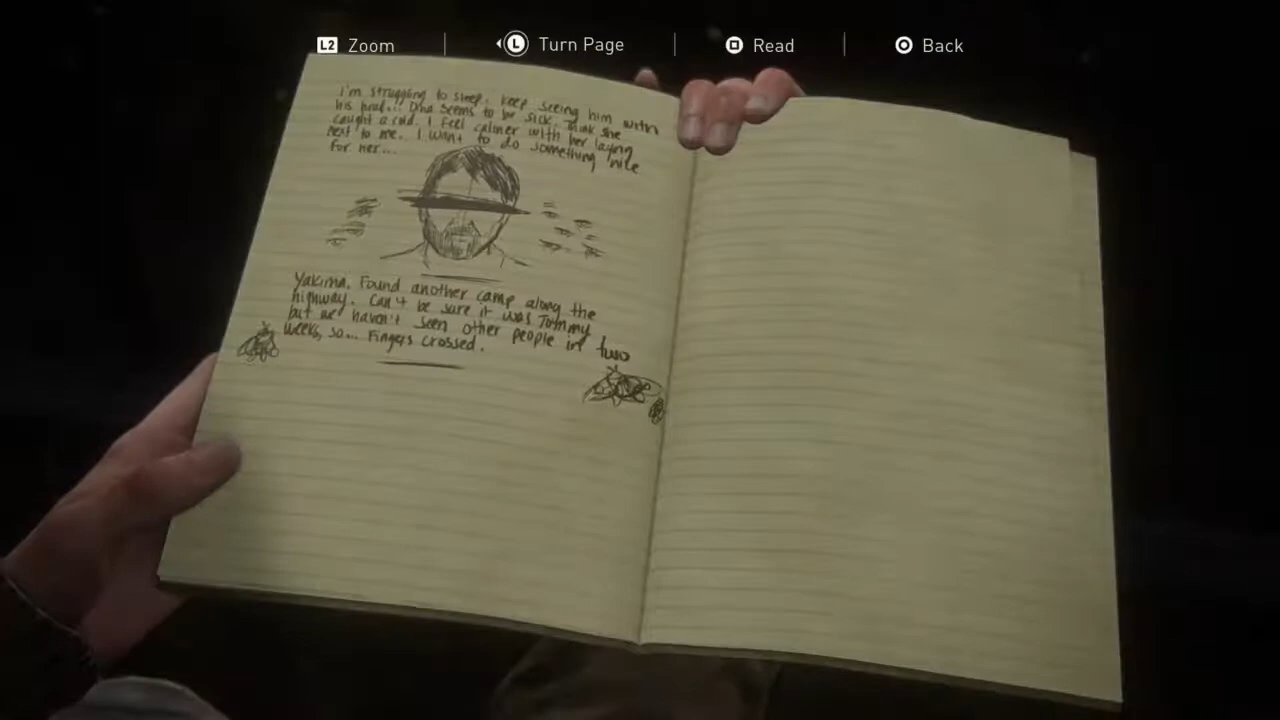 L2 Zoom
L Turn Page
Read
Back
I'm struggling to sleep. Keep seeing him with
his head... Dina seems to be sick. Think she
caught a cold. I feel calmer with her laying
next to me. I want to do something nice
for her...
Yakima. Found another camp along the
highway. Can't be sure it was Tommy
but we haven't seen other people in two
weeks, so... Fingers crossed.